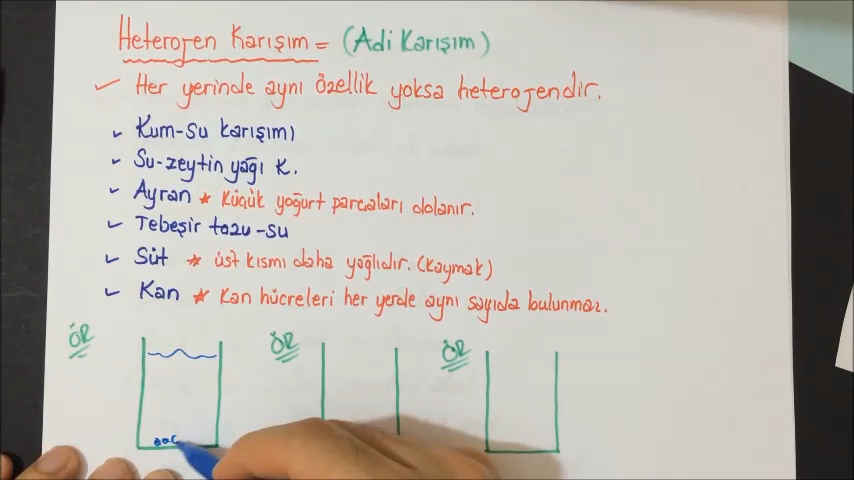 Heterojen Karışım = (Adi Karışım)
Her yerinde aynı özellik yoksa heterojendir.
Kum-Su karışımı
Su-zeytin yağı K.
Ayran * Küçük yoğurt parçaları dolanır.
Tebeşir tozu-su
Süt * üst kısmı daha yağlıdır. (Kaymak)
Kan * Kan hücreleri her yerde aynı sayıda bulunmaz.
ÖR ÖR ÖR